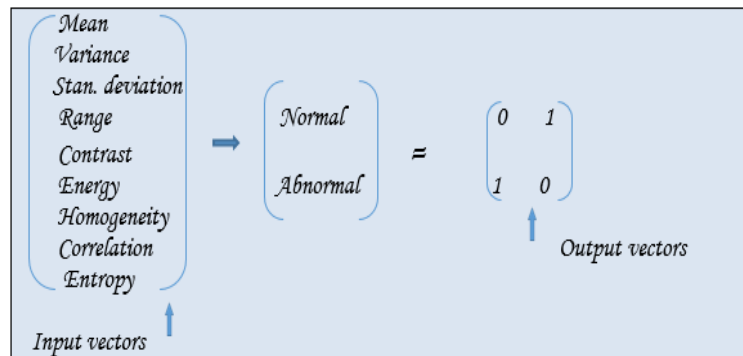 Mean
Variance
Stan. deviation
Range
Contrast
Energy
Homogeneity
Correlation
Entropy
Input vectors
Normal
Abnormal
=
0 1
1 0
Output vectors